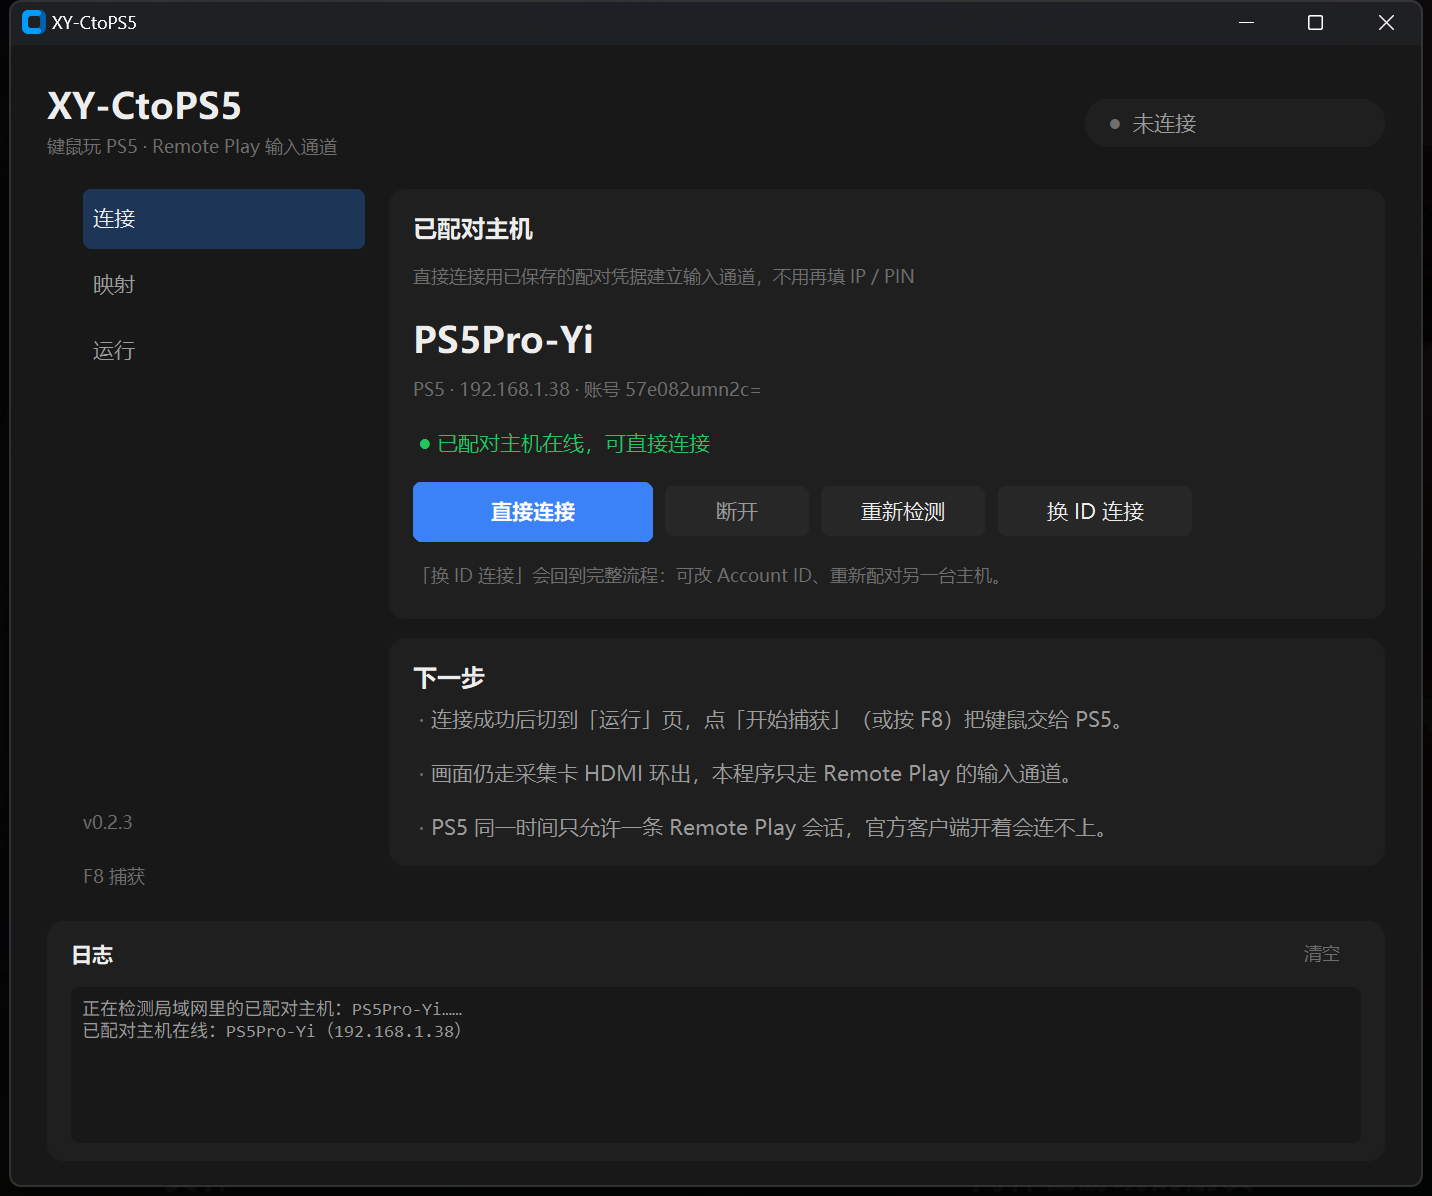 XY-CtoPS5
XY-CtoPS5
键鼠玩 PS5 · Remote Play 输入通道
● 未连接
连接
映射
运行
v0.2.3
F8 捕获
已配对主机
直接连接用已保存的配对凭据建立输入通道，不用再填 IP / PIN
PS5Pro-Yi
PS5 · 192.168.1.38 · 账号 57e082umn2c=
● 已配对主机在线，可直接连接
直接连接 断开 重新检测 换 ID 连接
「换 ID 连接」会回到完整流程：可改 Account ID、重新配对另一台主机。
下一步
· 连接成功后切到「运行」页，点「开始捕获」（或按 F8）把键鼠交给 PS5。
· 画面仍走采集卡 HDMI 环出，本程序只走 Remote Play 的输入通道。
· PS5 同一时间只允许一条 Remote Play 会话，官方客户端开着会连不上。
日志 清空
正在检测局域网里的已配对主机：PS5Pro-Yi……
已配对主机在线：PS5Pro-Yi（192.168.1.38）